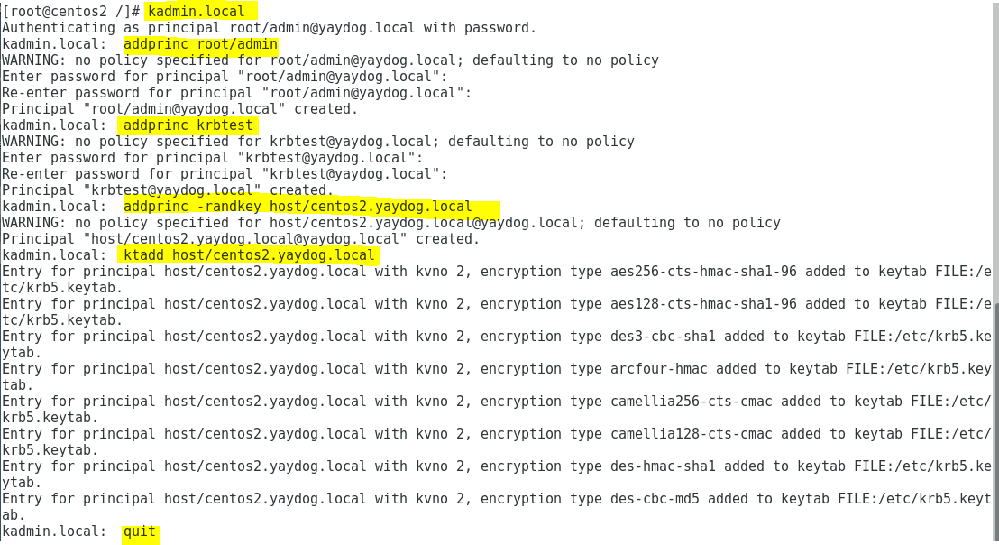 [root@centos2 /]# kadmin.local
Authenticating as principal root/admin@yaydog.local with password.
kadmin.local:  addprinc root/admin
WARNING: no policy specified for root/admin@yaydog.local; defaulting to no policy
Enter password for principal "root/admin@yaydog.local":
Re-enter password for principal "root/admin@yaydog.local":
Principal "root/admin@yaydog.local" created.
kadmin.local:  addprinc krbtest
WARNING: no policy specified for krbtest@yaydog.local; defaulting to no policy
Enter password for principal "krbtest@yaydog.local":
Re-enter password for principal "krbtest@yaydog.local":
Principal "krbtest@yaydog.local" created.
kadmin.local:  addprinc -randkey host/centos2.yaydog.local
WARNING: no policy specified for host/centos2.yaydog.local@yaydog.local; defaulting to no policy
Principal "host/centos2.yaydog.local@yaydog.local" created.
kadmin.local:  ktadd host/centos2.yaydog.local
Entry for principal host/centos2.yaydog.local with kvno 2, encryption type aes256-cts-hmac-sha1-96 added to keytab FILE:/e
tc/krb5.keytab.
Entry for principal host/centos2.yaydog.local with kvno 2, encryption type aes128-cts-hmac-sha1-96 added to keytab FILE:/e
tc/krb5.keytab.
Entry for principal host/centos2.yaydog.local with kvno 2, encryption type des3-cbc-sha1 added to keytab FILE:/etc/krb5.ke
ytab.
Entry for principal host/centos2.yaydog.local with kvno 2, encryption type arcfour-hmac added to keytab FILE:/etc/krb5.key
tab.
Entry for principal host/centos2.yaydog.local with kvno 2, encryption type camellia256-cts-cmac added to keytab FILE:/etc/
krb5.keytab.
Entry for principal host/centos2.yaydog.local with kvno 2, encryption type camellia128-cts-cmac added to keytab FILE:/etc/
krb5.keytab.
Entry for principal host/centos2.yaydog.local with kvno 2, encryption type des-hmac-sha1 added to keytab FILE:/etc/krb5.ke
ytab.
Entry for principal host/centos2.yaydog.local with kvno 2, encryption type des-cbc-md5 added to keytab FILE:/etc/krb5.keyt
ab.
kadmin.local:  quit